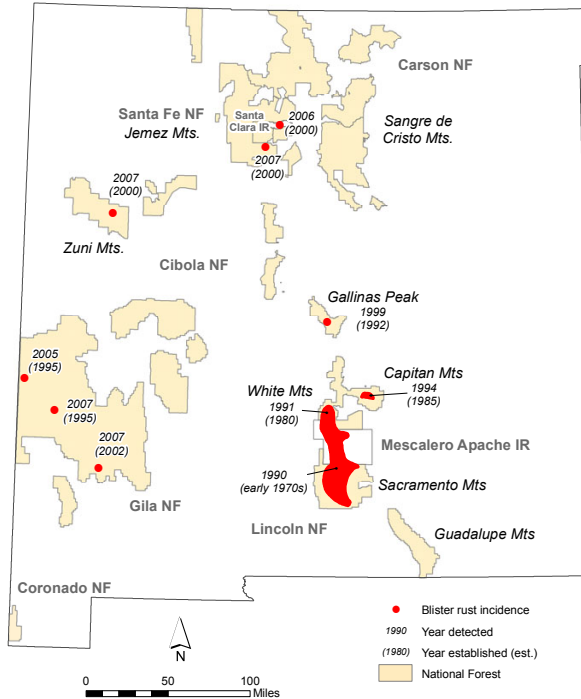 Carson NF
Santa Fe NF
Jemez Mts.
Santa
Clara IR
2006
(2000)
Sangre de
Cristo Mts.
2007
(2000)
2007
(2000)
Zuni Mts.
Cibola NF
Gallinas Peak
1999
(1992)
2005
(1995)
Capitan Mts
1994
(1985)
White Mts
1991
(1980)
2007
(1995)
Mescalero Apache IR
2007
(2002)
1990
(early 1970s)
Sacramento Mts
Gila NF
Lincoln NF
Guadalupe Mts
Coronado NF
N
Blister rust incidence
1990 Year detected
(1980) Year established (est.)
National Forest
0 50 100
Miles